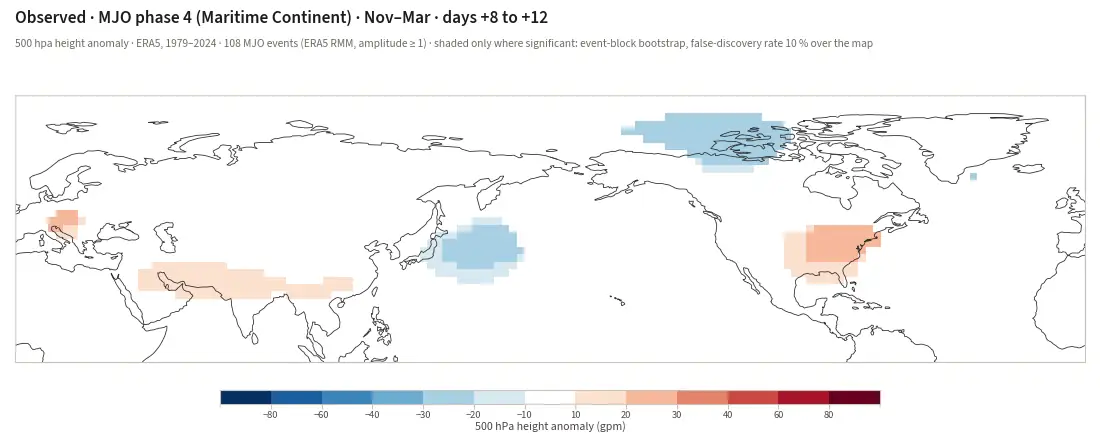 Observed · MJO phase 4 (Maritime Continent) · Nov–Mar · days +8 to +12
500 hpa height anomaly · ERA5, 1979–2024 · 108 MJO events (ERA5 RMM, amplitude ≥ 1) · shaded only where significant: event-block bootstrap, false-discovery rate 10 % over the map
−80 −60 −40 −30 −20 −10 10 20 30 40 60 80
500 hpa height anomaly (gpm)